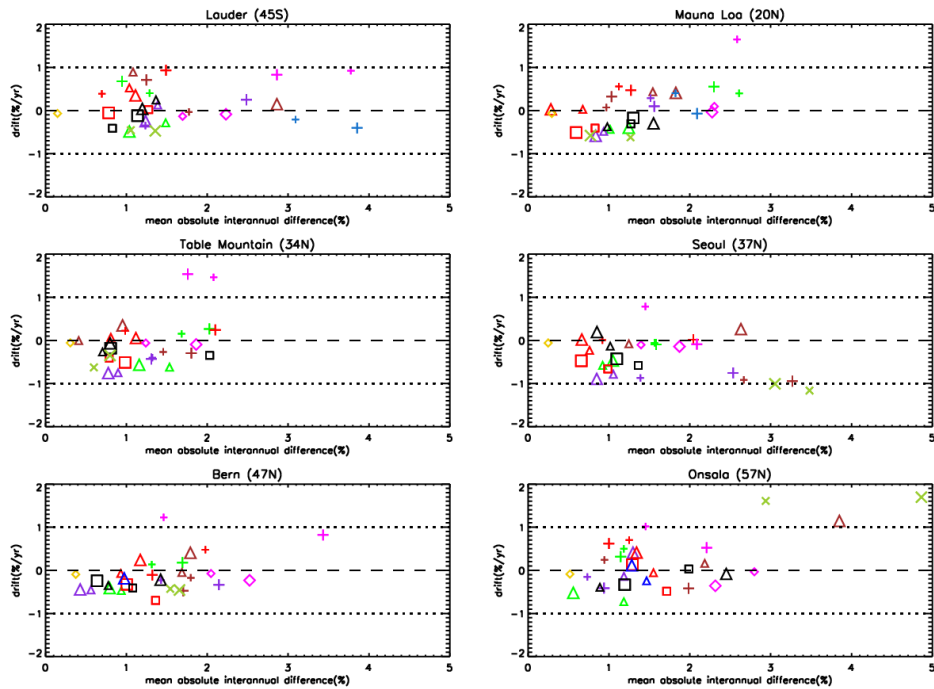 Lauder (45S)
2
1
0
−1
−2
drift(%/yr)
0 1 2 3 4 5
mean absolute interannual difference(%)
Mauna Loa (20N)
2
1
0
−1
−2
drift(%/yr)
0 1 2 3 4 5
mean absolute interannual difference(%)
Table Mountain (34N)
2
1
0
−1
−2
drift(%/yr)
0 1 2 3 4 5
mean absolute interannual difference(%)
Seoul (37N)
2
1
0
−1
−2
drift(%/yr)
0 1 2 3 4 5
mean absolute interannual difference(%)
Bern (47N)
2
1
0
−1
−2
drift(%/yr)
0 1 2 3 4 5
mean absolute interannual difference(%)
Onsala (57N)
2
1
0
−1
−2
drift(%/yr)
0 1 2 3 4 5
mean absolute interannual difference(%)